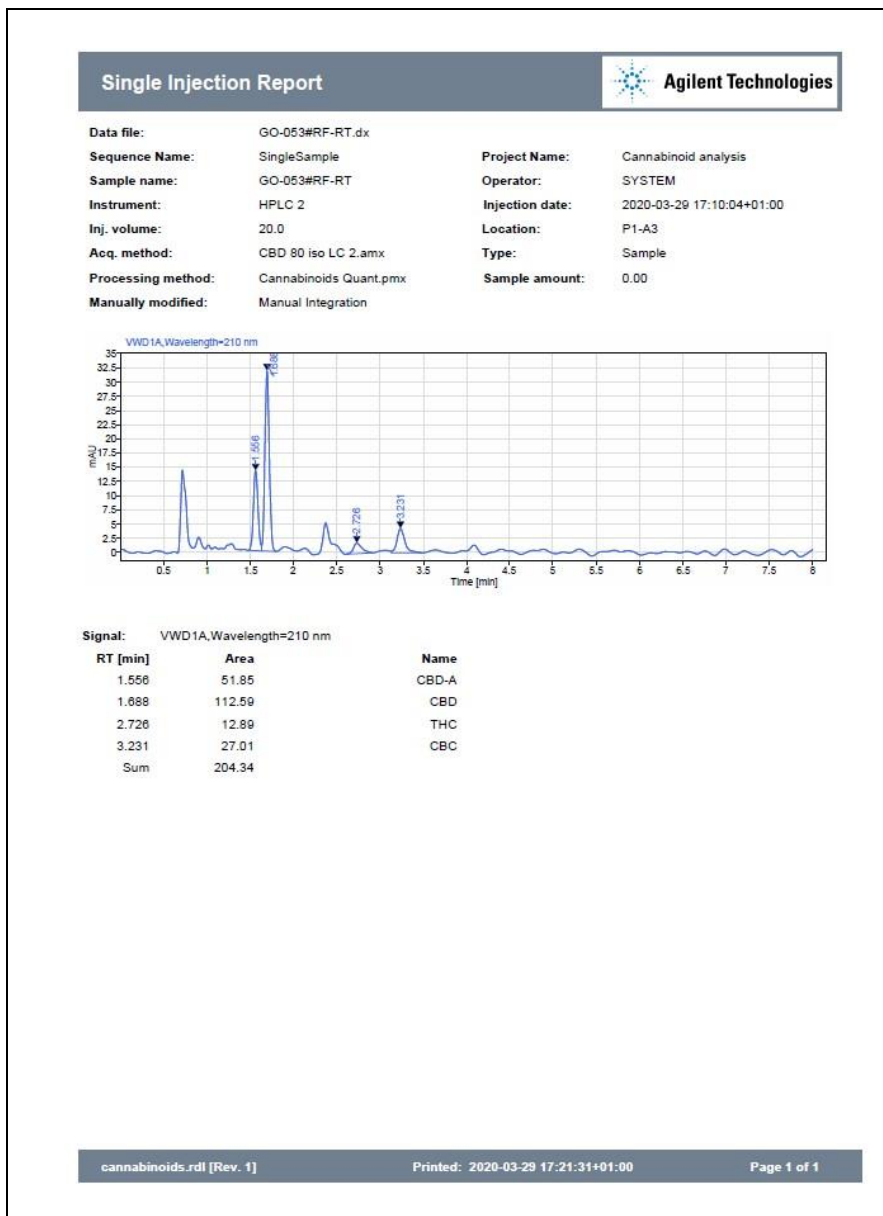 Single Injection Report
Agilent Technologies
Data file: GO-053#RF-RT.dx
Sequence Name: SingleSample Project Name: Cannabinoid analysis
Sample name: GO-053#RF-RT Operator: SYSTEM
Instrument: HPLC 2 Injection date: 2020-03-29 17:10:04+01:00
Inj. volume: 20.0 Location: P1-A3
Acq. method: CBD 80 iso LC 2.amx Type: Sample
Processing method: Cannabinoids Quant.pmx Sample amount: 0.00
Manually modified: Manual Integration
VWD1A,Wavelength=210 nm
35
32.5
30
27.5
25
22.5
20
17.5
15
12.5
10
7.5
5
2.5
0
mAU
1.556
1.688
2.726
3.231
0.5 1 1.5 2 2.5 3 3.5 4 4.5 5 5.5 6 6.5 7 7.5 8
Time [min]
Signal: VWD1A,Wavelength=210 nm
RT [min] Area Name
1.556 51.85 CBD-A
1.688 112.59 CBD
2.726 12.89 THC
3.231 27.01 CBC
Sum 204.34
cannabinoids.rdl [Rev. 1] Printed: 2020-03-29 17:21:31+01:00 Page 1 of 1